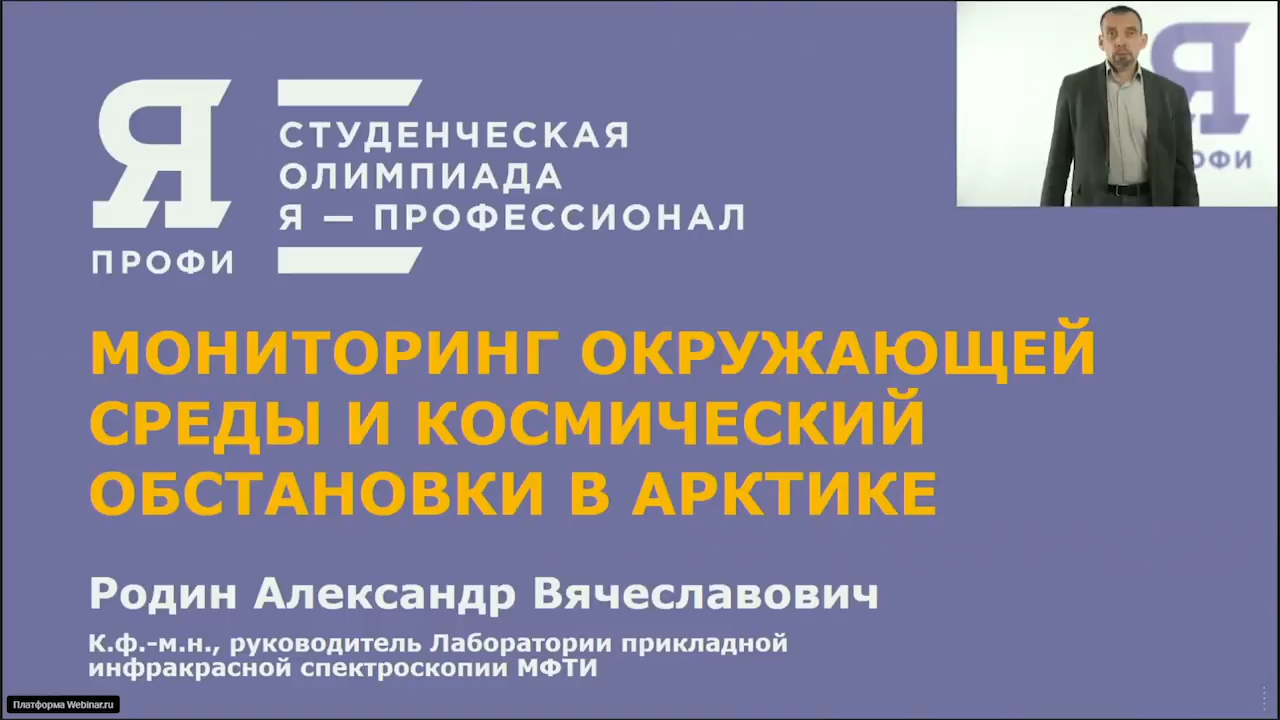 Я
ПРОФИ
СТУДЕНЧЕСКАЯ
ОЛИМПИАДА
Я — ПРОФЕССИОНАЛ
Я
ОФИ
МОНИТОРИНГ ОКРУЖАЮЩЕЙ
СРЕДЫ И КОСМИЧЕСКИЙ
ОБСТАНОВКИ В АРКТИКЕ
Родин Александр Вячеславович
К.ф.-м.н., руководитель Лаборатории прикладной
инфракрасной спектроскопии МФТИ
Платформа Webinar.ru